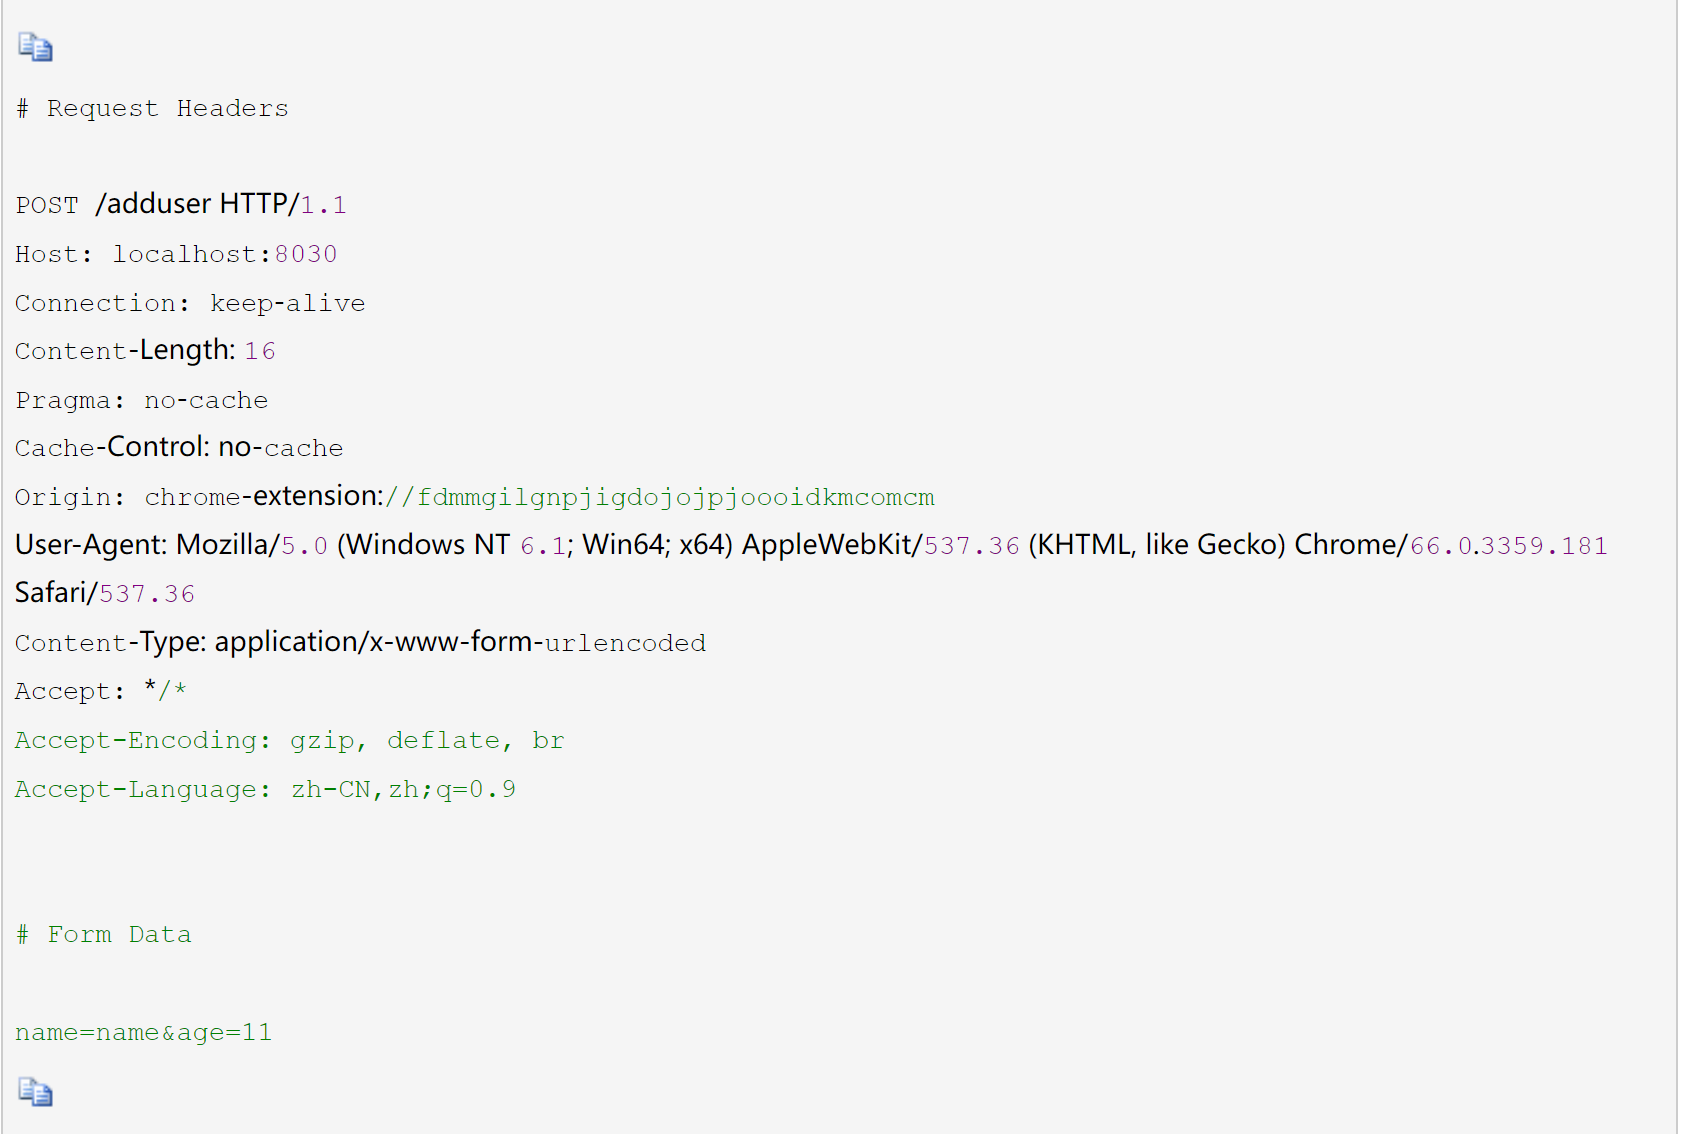 # Request Headers
POST /adduser HTTP/1.1
Host: localhost:8030
Connection: keep-alive
Content-Length: 16
Pragma: no-cache
Cache-Control: no-cache
Origin: chrome-extension://fdmmgilgnpjigdojojpjoooidkmcomcm
User-Agent: Mozilla/5.0 (Windows NT 6.1; Win64; x64) AppleWebKit/537.36 (KHTML, like Gecko) Chrome/66.0.3359.181
Safari/537.36
Content-Type: application/x-www-form-urlencoded
Accept: */*
Accept-Encoding: gzip, deflate, br
Accept-Language: zh-CN,zh;q=0.9
# Form Data
name=name&age=11